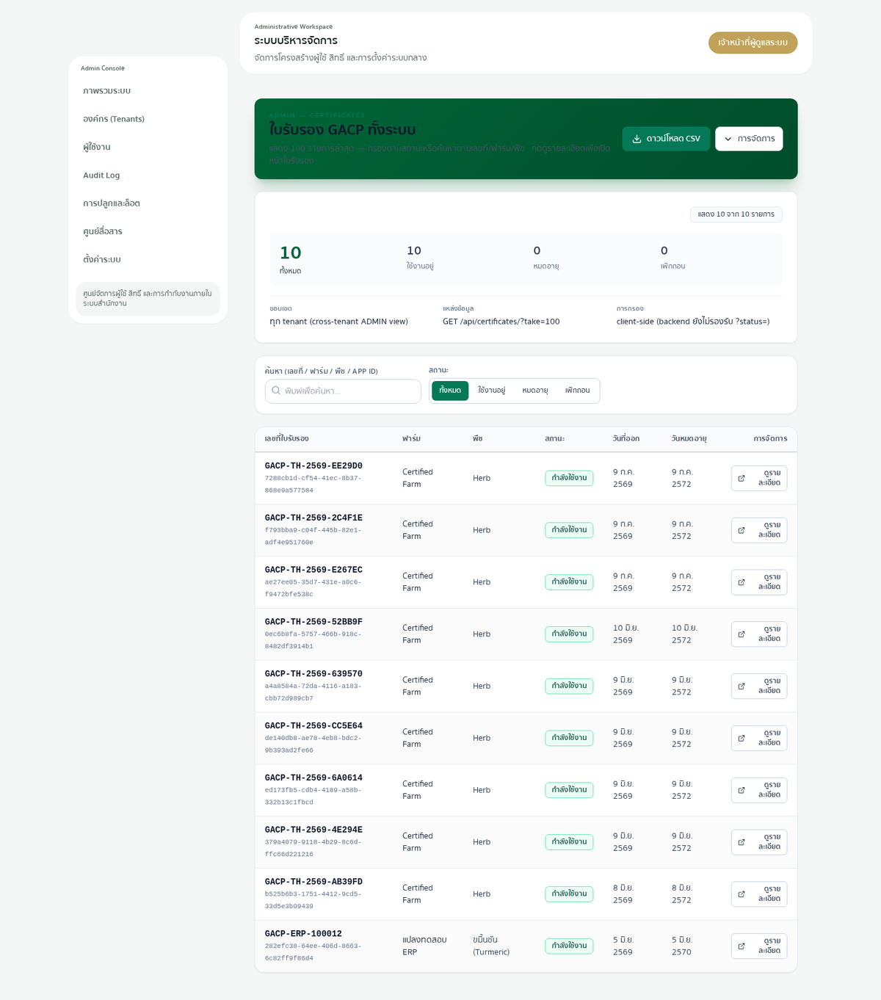 Administrative Workspace
ระบบบริหารจัดการ
จัดการโครงสร้างผู้ใช้ สิทธิ์ และการตั้งค่าระบบกลาง
เจ้าหน้าที่ผู้ดูแลระบบ
Admin Console
ภาพรวมระบบ
องค์กร (Tenants)
ผู้ใช้งาน
Audit Log
การปลูกและล็อต
ศูนย์สื่อสาร
ตั้งค่าระบบ
ศูนย์จัดการผู้ใช้ สิทธิ์ และการกำกับงานภายใน
ระบบสำนักงาน
ADMIN — CERTIFICATES
ใบรับรอง GACP ทั้งระบบ
แสดง 100 รายการล่าสุด — กรองตามสถานะหรือค้นหาตามเลขที่/ฟาร์ม/พืช · กดดูรายละเอียดเพื่อเปิด
หน้าใบรับรอง
ดาวน์โหลด CSV
การจัดการ
แสดง 10 จาก 10 รายการ
10
ทั้งหมด
10
ใช้งานอยู่
0
หมดอายุ
0
เพิกถอน
ขอบเขต
ทุก tenant (cross-tenant ADMIN view)
แหล่งข้อมูล
GET /api/certificates/?take=100
การกรอง
client-side (backend ยังไม่รองรับ ?status=)
ค้นหา (เลขที่ / ฟาร์ม / พืช / APP ID)
พิมพ์เพื่อค้นหา...
สถานะ
ทั้งหมด ใช้งานอยู่ หมดอายุ เพิกถอน
เลขที่ใบรับรอง ฟาร์ม พืช สถานะ วันที่ออก วันหมดอายุ การจัดการ
GACP-TH-2569-EE29D0
7288cb1d-cf54-41ec-8b37-
868e9a577584
Certified
Farm
Herb
กำลังใช้งาน
9 ก.ค.
2569
9 ก.ค.
2572
ดูราย
ละเอียด
GACP-TH-2569-2C4F1E
f793bba9-c04f-445b-82e1-
adf4e951760e
Certified
Farm
Herb
กำลังใช้งาน
9 ก.ค.
2569
9 ก.ค.
2572
ดูราย
ละเอียด
GACP-TH-2569-E267EC
ae27ee05-35d7-431e-a0c6-
f9472bfe538c
Certified
Farm
Herb
กำลังใช้งาน
9 ก.ค.
2569
9 ก.ค.
2572
ดูราย
ละเอียด
GACP-TH-2569-52BB9F
0ec6b8fa-5757-466b-918c-
8482df3914b1
Certified
Farm
Herb
กำลังใช้งาน
10 มิ.ย.
2569
10 มิ.ย.
2572
ดูราย
ละเอียด
GACP-TH-2569-639570
a4a8584a-72da-4116-a183-
cbb72d989cb7
Certified
Farm
Herb
กำลังใช้งาน
9 มิ.ย.
2569
9 มิ.ย.
2572
ดูราย
ละเอียด
GACP-TH-2569-CC5E64
de140db8-ae78-4eb8-bdc2-
9b393ad2fe66
Certified
Farm
Herb
กำลังใช้งาน
9 มิ.ย.
2569
9 มิ.ย.
2572
ดูราย
ละเอียด
GACP-TH-2569-6A0614
ed173fb5-cdb4-4189-a58b-
332b13c1fbcd
Certified
Farm
Herb
กำลังใช้งาน
9 มิ.ย.
2569
9 มิ.ย.
2572
ดูราย
ละเอียด
GACP-TH-2569-4E294E
379a4079-9118-4b29-8c6d-
ffc66d221216
Certified
Farm
Herb
กำลังใช้งาน
9 มิ.ย.
2569
9 มิ.ย.
2572
ดูราย
ละเอียด
GACP-TH-2569-AB39FD
b525b6b3-1751-4412-9cd5-
33d5e3b09439
Certified
Farm
Herb
กำลังใช้งาน
8 มิ.ย.
2569
8 มิ.ย.
2572
ดูราย
ละเอียด
GACP-ERP-100012
282efc38-64ee-406d-8663-
6c82ff9f86d4
แปลงทดสอบ
ERP
ขมิ้นชัน
(Turmeric)
กำลังใช้งาน
5 มิ.ย.
2569
5 มิ.ย.
2570
ดูราย
ละเอียด